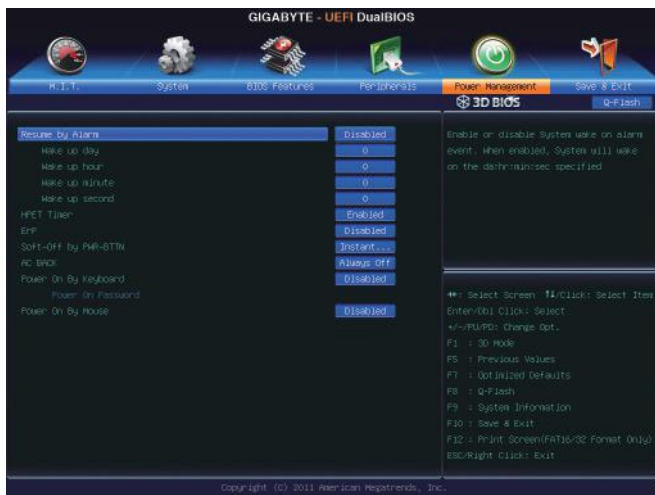 GIGABYTE - UEFI DualBIOS
M.I.T.
System
BIOS Features
Peripherals
Power Management
Save & Exit
3D BIOS
Q-Flash
Resume by Alarm Disabled
Wake up day 0
Wake up hour 0
Wake up minute 0
Wake up second 0
HPET Timer Enabled
ErP Disabled
Soft-Off by PWR-BTTN Instant...
AC BACK Always Off
Power On By Keyboard Disabled
Power On Password
Power On By Mouse Disabled
Enable or disable System wake on alarm
event. When enabled, System will wake
on the da:hr:min:sec specified
↔: Select Screen ↑↓/Click: Select Item
Enter/Dbl Click: Select
+/-/PU/PD: Change Opt.
F1 : 3D Mode
F5 : Previous Values
F7 : Optimized Defaults
F8 : Q-Flash
F9 : System Information
F10 : Save & Exit
F12 : Print Screen(FAT16/32 Format Only)
ESC/Right Click: Exit
Copyright (C) 2011 American Megatrends, Inc.